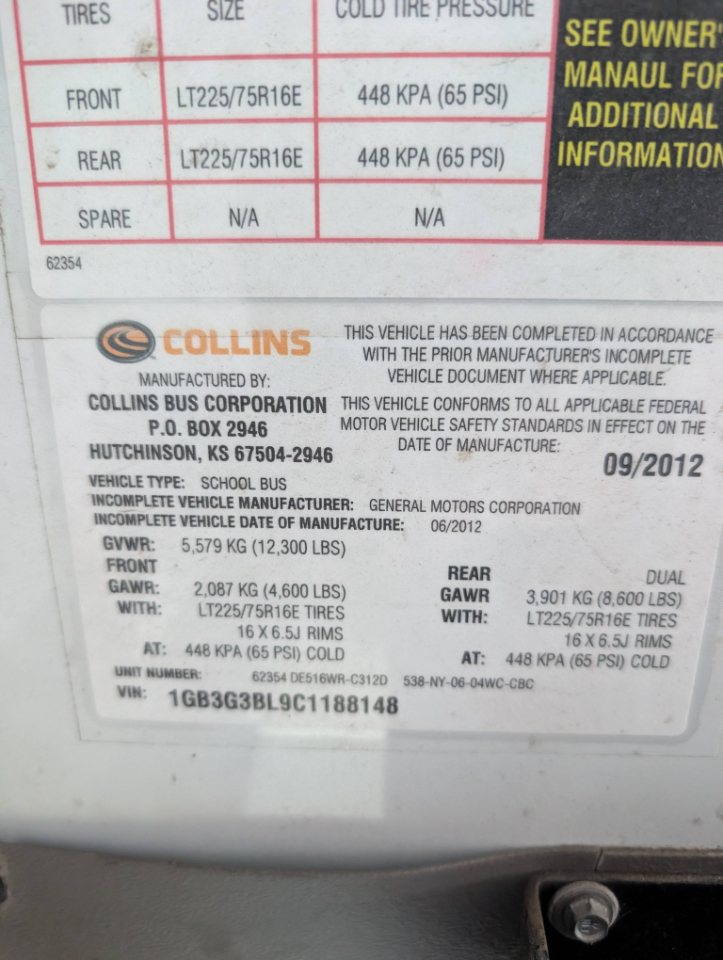 TIRES SIZE COLD TIRE PRESSURE
FRONT LT225/75R16E 448 KPA (65 PSI)
REAR LT225/75R16E 448 KPA (65 PSI)
SPARE N/A N/A
SEE OWNER'
MANAUL FOR
ADDITIONAL
INFORMATION
62354
COLLINS
MANUFACTURED BY:
COLLINS BUS CORPORATION
P.O. BOX 2946
HUTCHINSON, KS 67504-2946
THIS VEHICLE HAS BEEN COMPLETED IN ACCORDANCE
WITH THE PRIOR MANUFACTURER'S INCOMPLETE
VEHICLE DOCUMENT WHERE APPLICABLE.
THIS VEHICLE CONFORMS TO ALL APPLICABLE FEDERAL
MOTOR VEHICLE SAFETY STANDARDS IN EFFECT ON THE
DATE OF MANUFACTURE:
09/2012
VEHICLE TYPE: SCHOOL BUS
INCOMPLETE VEHICLE MANUFACTURER: GENERAL MOTORS CORPORATION
INCOMPLETE VEHICLE DATE OF MANUFACTURE: 06/2012
GVWR: 5,579 KG (12,300 LBS)
FRONT
GAWR: 2,087 KG (4,600 LBS)
WITH: LT225/75R16E TIRES
16 X 6.5J RIMS
AT: 448 KPA (65 PSI) COLD
REAR DUAL
GAWR 3,901 KG (8,600 LBS)
WITH: LT225/75R16E TIRES
16 X 6.5J RIMS
AT: 448 KPA (65 PSI) COLD
UNIT NUMBER: 62354 DE516WR-C312D 538-NY-06-04WC-CBC
VIN: 1GB3G3BL9C1188148